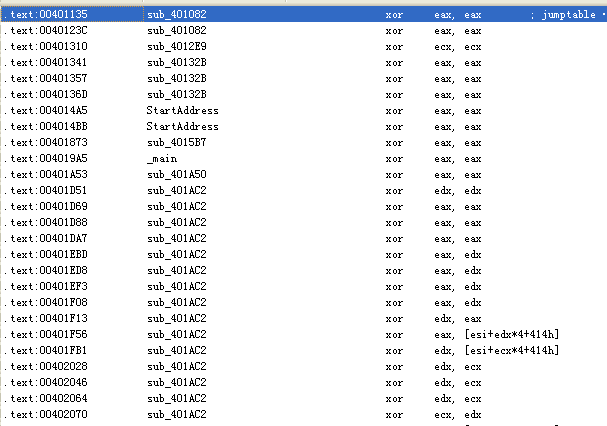 .text:00401135 sub_401082 xor eax, eax ; jumptable
.text:0040123C sub_401082 xor eax, eax
.text:00401310 sub_4012E9 xor ecx, ecx
.text:00401341 sub_40132B xor eax, eax
.text:00401357 sub_40132B xor eax, eax
.text:0040136D sub_40132B xor eax, eax
.text:004014A5 StartAddress xor eax, eax
.text:004014BB StartAddress xor eax, eax
.text:00401873 sub_4015B7 xor eax, eax
.text:004019A5 _main xor eax, eax
.text:00401A53 sub_401A50 xor eax, eax
.text:00401D51 sub_401AC2 xor edx, edx
.text:00401D69 sub_401AC2 xor eax, eax
.text:00401D88 sub_401AC2 xor eax, eax
.text:00401DA7 sub_401AC2 xor eax, eax
.text:00401EBD sub_401AC2 xor eax, edx
.text:00401ED8 sub_401AC2 xor eax, edx
.text:00401EF3 sub_401AC2 xor eax, edx
.text:00401F08 sub_401AC2 xor eax, edx
.text:00401F13 sub_401AC2 xor edx, eax
.text:00401F56 sub_401AC2 xor eax, [esi+edx*4+414h]
.text:00401FB1 sub_401AC2 xor edx, [esi+ecx*4+414h]
.text:00402028 sub_401AC2 xor edx, ecx
.text:00402046 sub_401AC2 xor edx, ecx
.text:00402064 sub_401AC2 xor edx, ecx
.text:00402070 sub_401AC2 xor ecx, edx